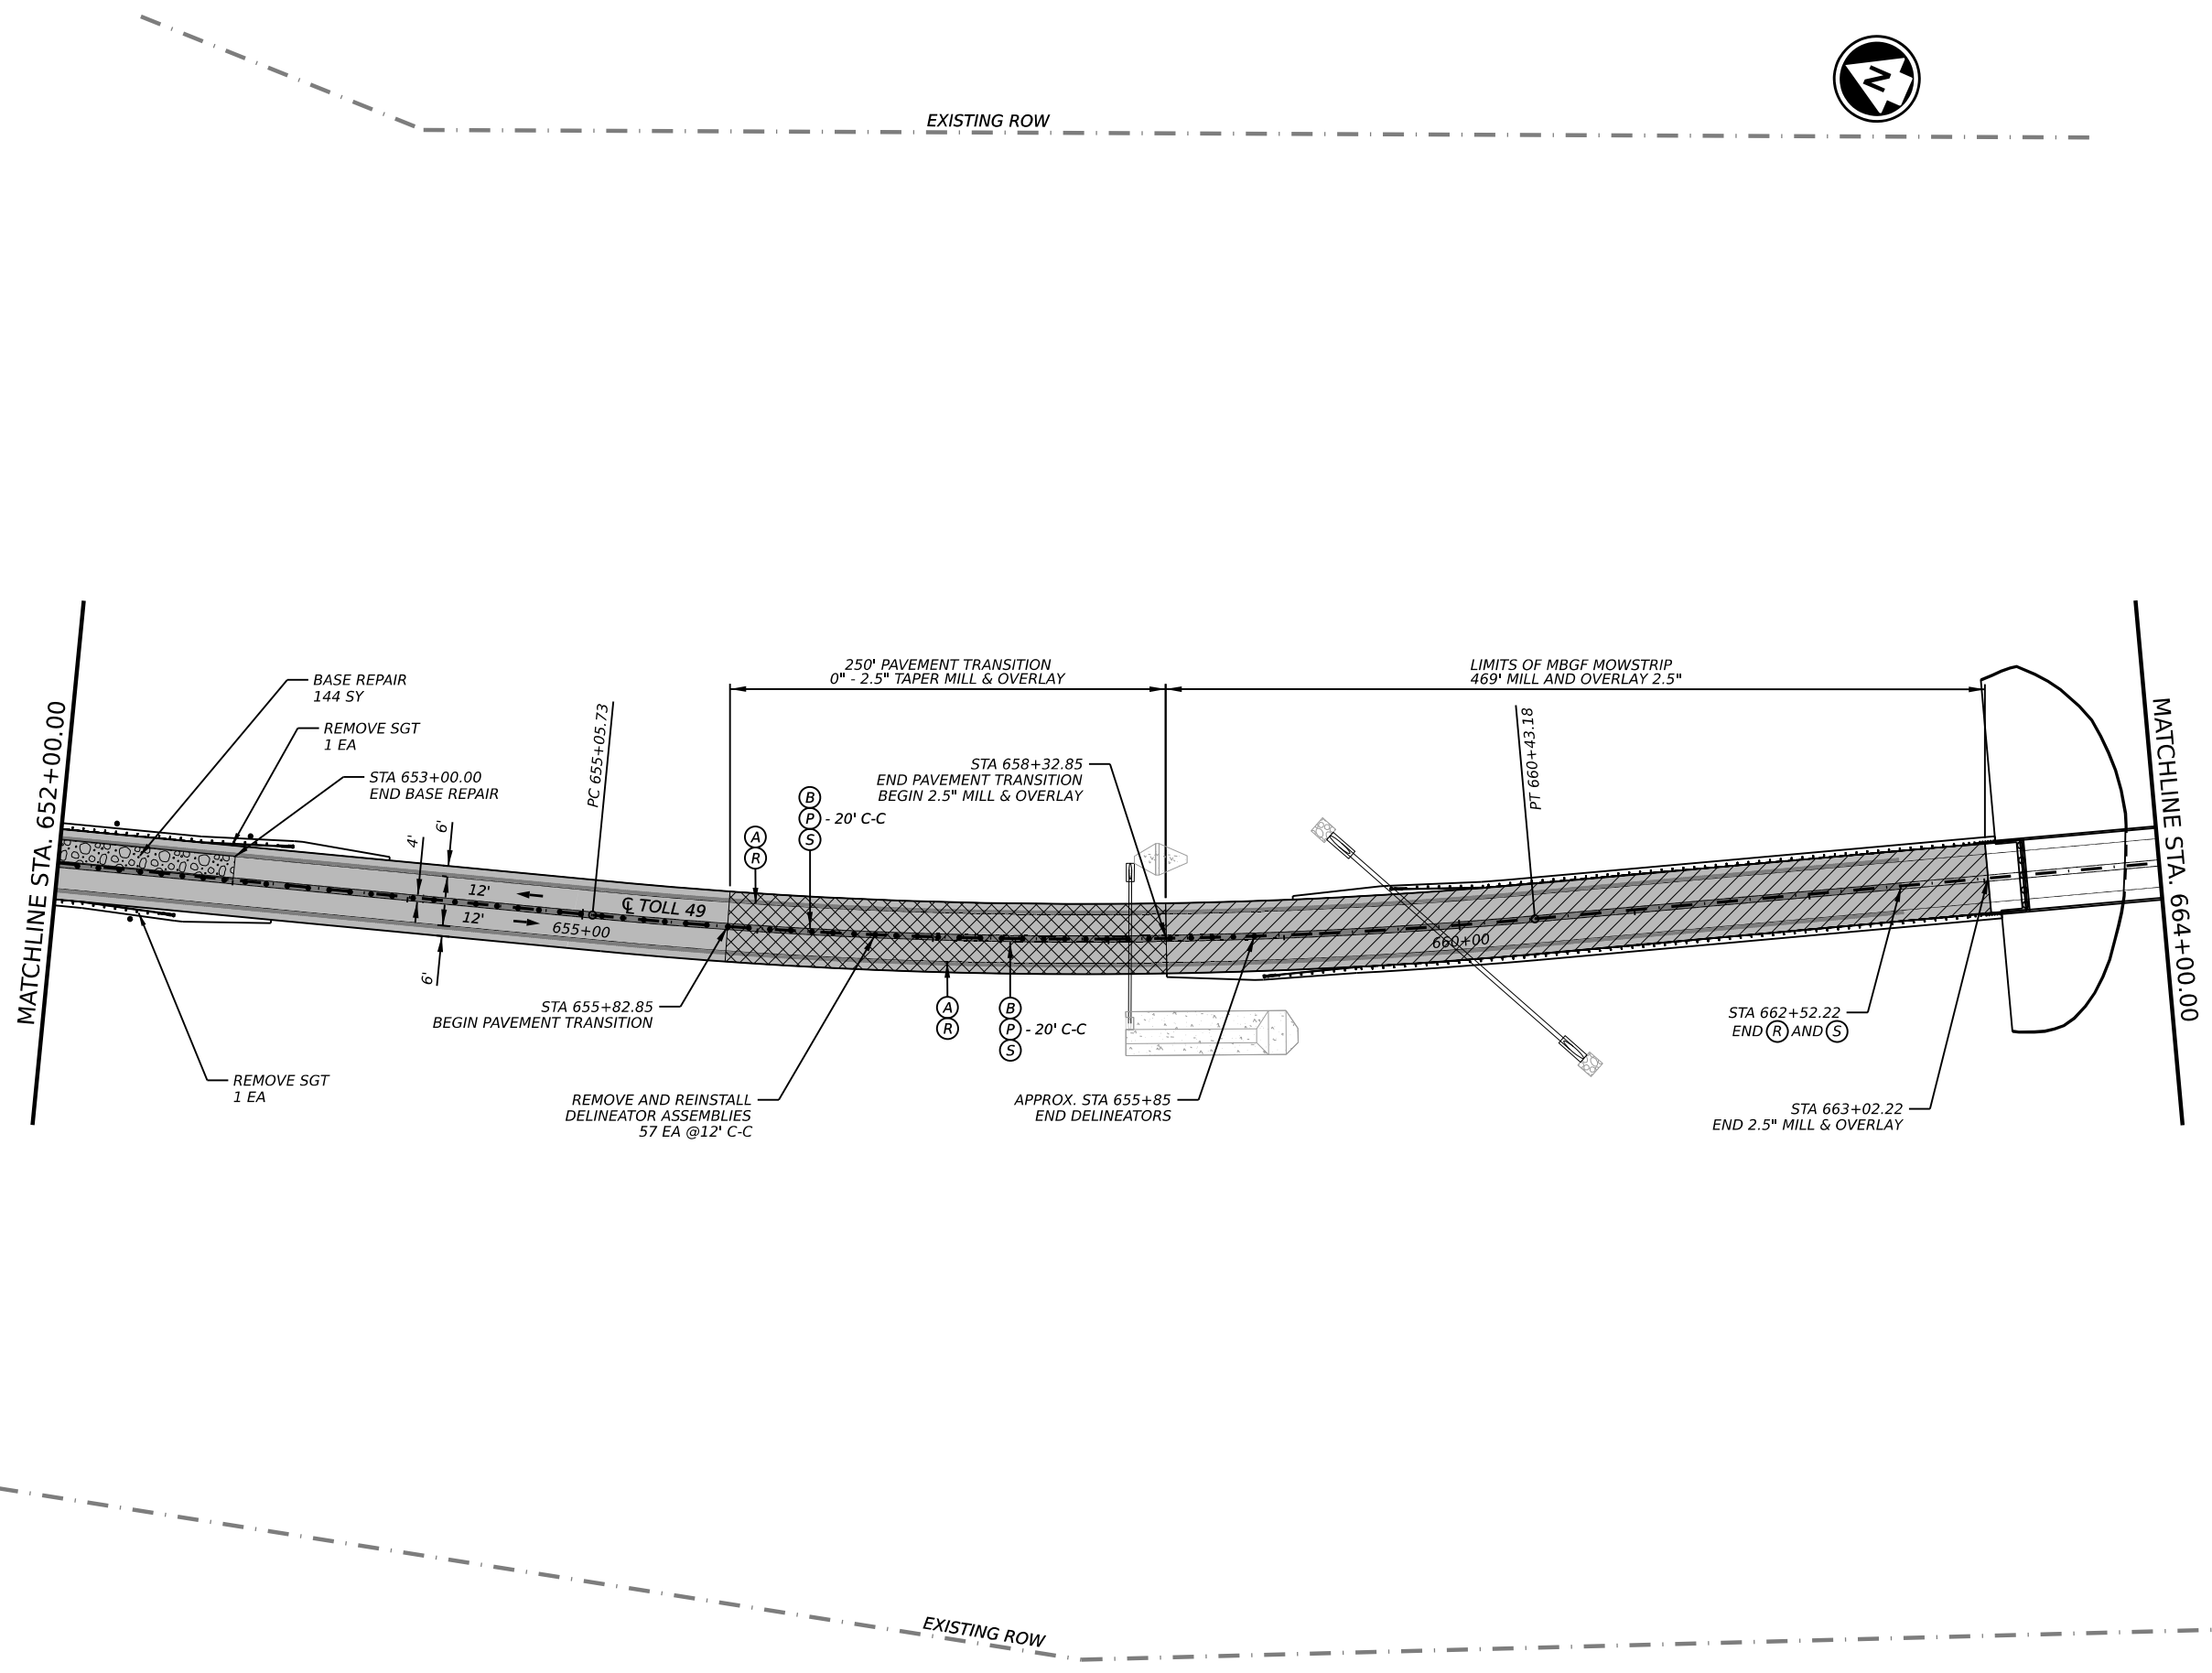 N
EXISTING ROW
250' PAVEMENT TRANSITION
0" - 2.5" TAPER MILL & OVERLAY
LIMITS OF MBGF MOWSTRIP
469' MILL AND OVERLAY 2.5"
BASE REPAIR
144 SY
REMOVE SGT
1 EA
STA 653+00.00
END BASE REPAIR
MATCHLINE STA. 652+00.00
PC 655+05.73
PT 660+43.18
MATCHLINE STA. 664+00.00
STA 658+32.85
END PAVEMENT TRANSITION
BEGIN 2.5" MILL & OVERLAY
B
P - 20' C-C
S
A
R
4'
6'
12'
12'
6'
℄ TOLL 49
655+00
660+00
STA 655+82.85
BEGIN PAVEMENT TRANSITION
A
R
B
P - 20' C-C
S
STA 662+52.22
END R AND S
REMOVE SGT
1 EA
REMOVE AND REINSTALL
DELINEATOR ASSEMBLIES
57 EA @12' C-C
APPROX. STA 655+85
END DELINEATORS
STA 663+02.22
END 2.5" MILL & OVERLAY
EXISTING ROW